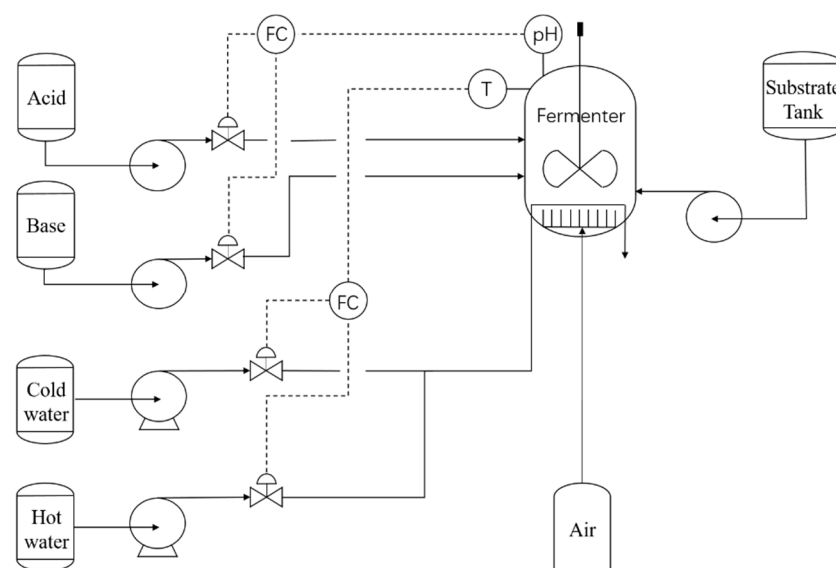 FC
pH
Acid
T
Substrate
Tank
Fermenter
Base
FC
Cold
water
Hot
water
Air